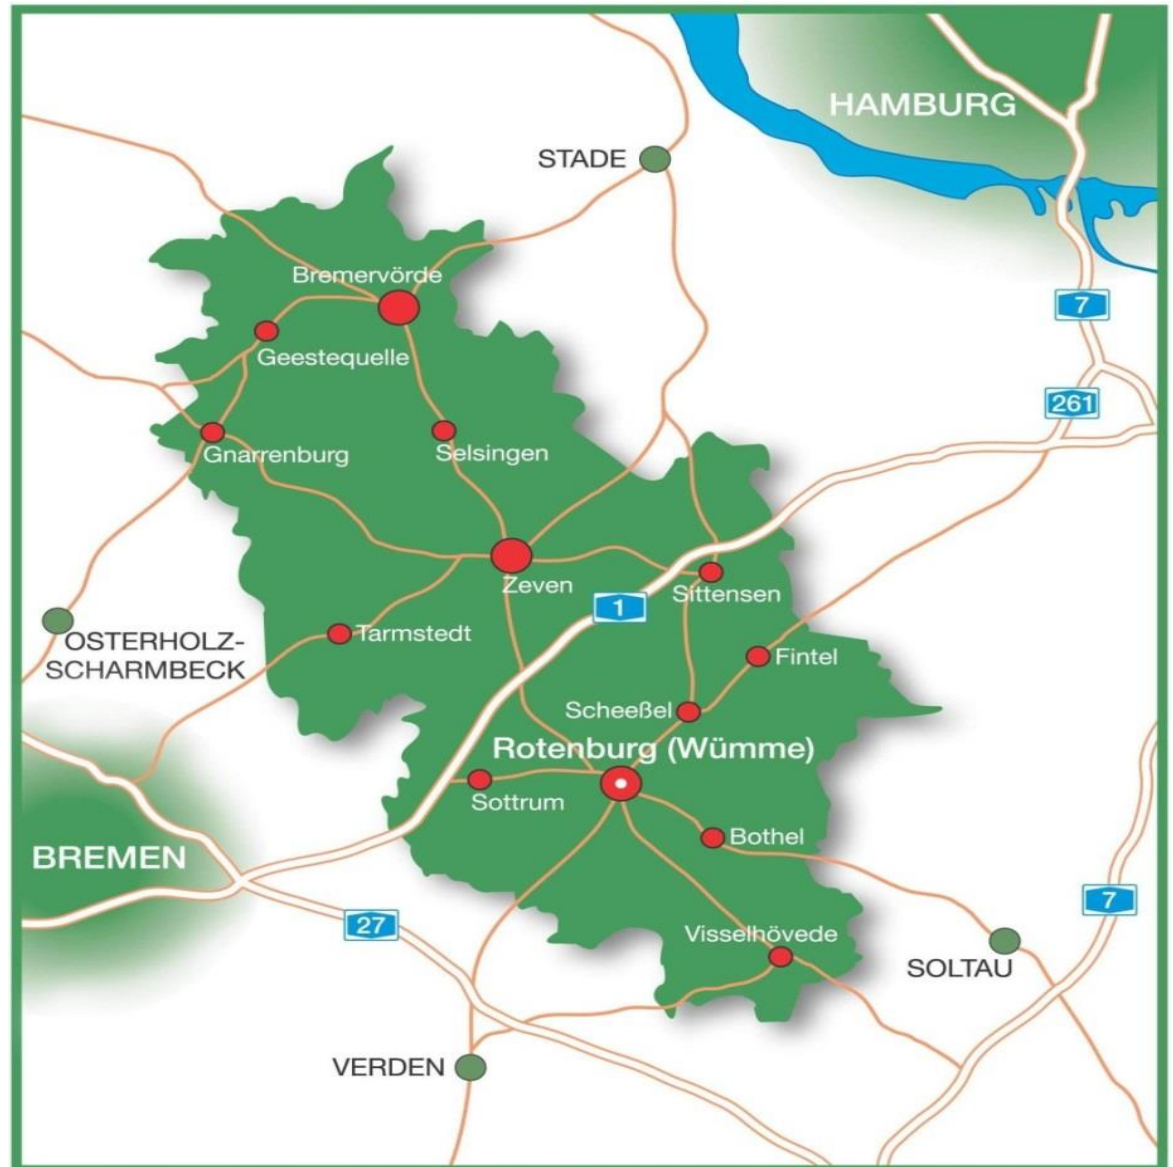 HAMBURG
STADE
Bremervörde
7
Geestequelle
261
Gnarrenburg
Selsingen
Zeven
Sittensen
1
OSTERHOLZ-
SCHARMBECK
Tarmstedt
Fintel
Scheeßel
Rotenburg (Wümme)
Sottrum
Bothel
BREMEN
7
27
Visselhövede
SOLTAU
VERDEN